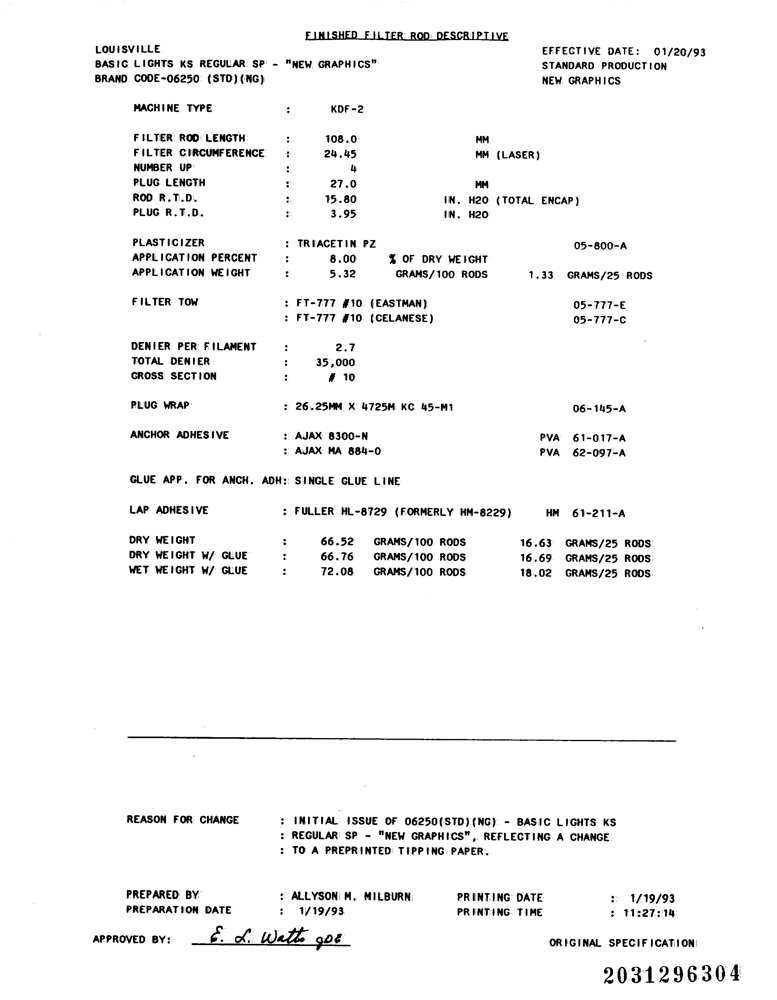 FINISHED FILTER ROD DESCRIPTIVE
LOUISVILLE EFFECTIVE DATE: 01/20/93
BASIC LIGHTS KS REGULAR SP - "NEW GRAPHICS" STANDARD PRODUCTION
BRAND CODE-06250 (STD)(NG) NEW GRAPHICS
MACHINE TYPE : KDF-2
FILTER ROD LENGTH : 108.0 MM
FILTER CIRCUMFERENCE : 24.45 MM (LASER)
NUMBER UP : 4
PLUG LENGTH : 27.0 MM
ROD R.T.D. : 15.80 IN. H2O (TOTAL ENCAP)
PLUG R.T.D. : 3.95 IN. H2O
PLASTICIZER : TRIACETIN PZ 05-800-A
APPLICATION PERCENT : 8.00 % OF DRY WEIGHT
APPLICATION WEIGHT : 5.32 GRAMS/100 RODS 1.33 GRAMS/25 RODS
FILTER TOW : FT-777 #10 (EASTMAN) 05-777-E
: FT-777 #10 (CELANESE) 05-777-C
DENIER PER FILAMENT : 2.7
TOTAL DENIER : 35,000
CROSS SECTION : # 10
PLUG WRAP : 26.25MM X 4725M KC 45-M1 06-145-A
ANCHOR ADHESIVE : AJAX 8300-N PVA 61-017-A
: AJAX MA 884-0 PVA 62-097-A
GLUE APP. FOR ANCH. ADH: SINGLE GLUE LINE
LAP ADHESIVE : FULLER HL-8729 (FORMERLY HM-8229) HM 61-211-A
DRY WEIGHT : 66.52 GRAMS/100 RODS 16.63 GRAMS/25 RODS
DRY WEIGHT W/ GLUE : 66.76 GRAMS/100 RODS 16.69 GRAMS/25 RODS
WET WEIGHT W/ GLUE : 72.08 GRAMS/100 RODS 18.02 GRAMS/25 RODS
REASON FOR CHANGE : INITIAL ISSUE OF 06250(STD)(NG) - BASIC LIGHTS KS
: REGULAR SP - "NEW GRAPHICS", REFLECTING A CHANGE
: TO A PREPRINTED TIPPING PAPER.
PREPARED BY : ALLYSON M. MILBURN PRINTING DATE : 1/19/93
PREPARATION DATE : 1/19/93 PRINTING TIME : 11:27:14
APPROVED BY: E. L. Watts ORIGINAL SPECIFICATION
2031296304